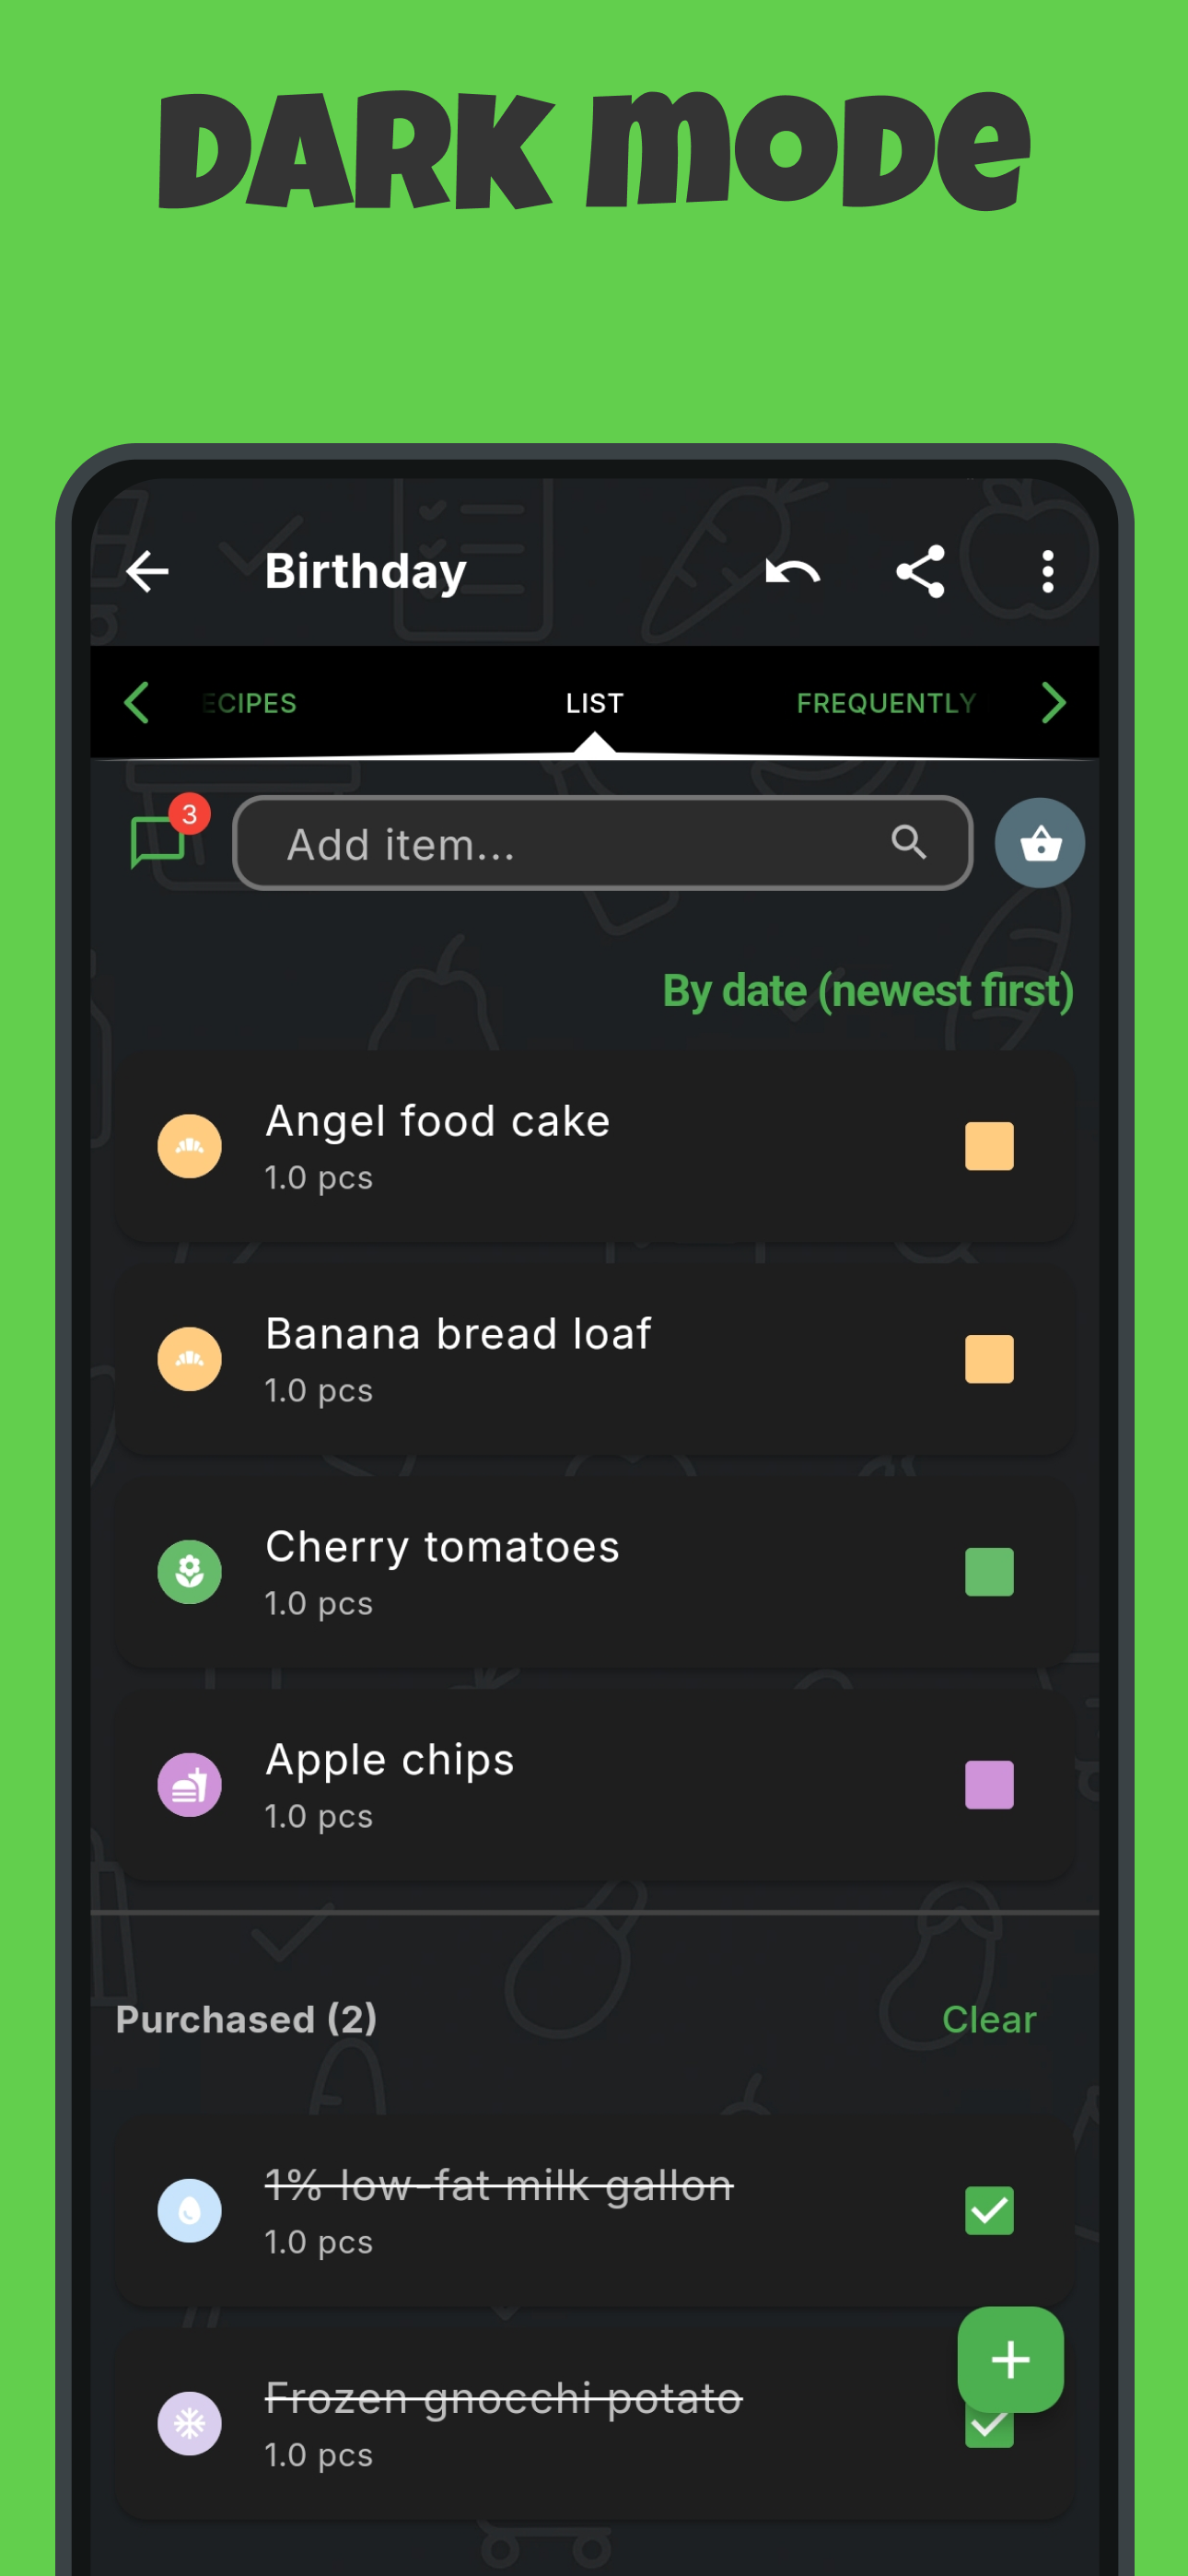 DARK MODE
Birthday
ECIPES
LIST
FREQUENTLY
3
Add item...
By date (newest first)
Angel food cake
1.0 pcs
Banana bread loaf
1.0 pcs
Cherry tomatoes
1.0 pcs
Apple chips
1.0 pcs
Purchased (2)
Clear
1% low-fat milk gallon
1.0 pcs
Frozen gnocchi potato
1.0 pcs